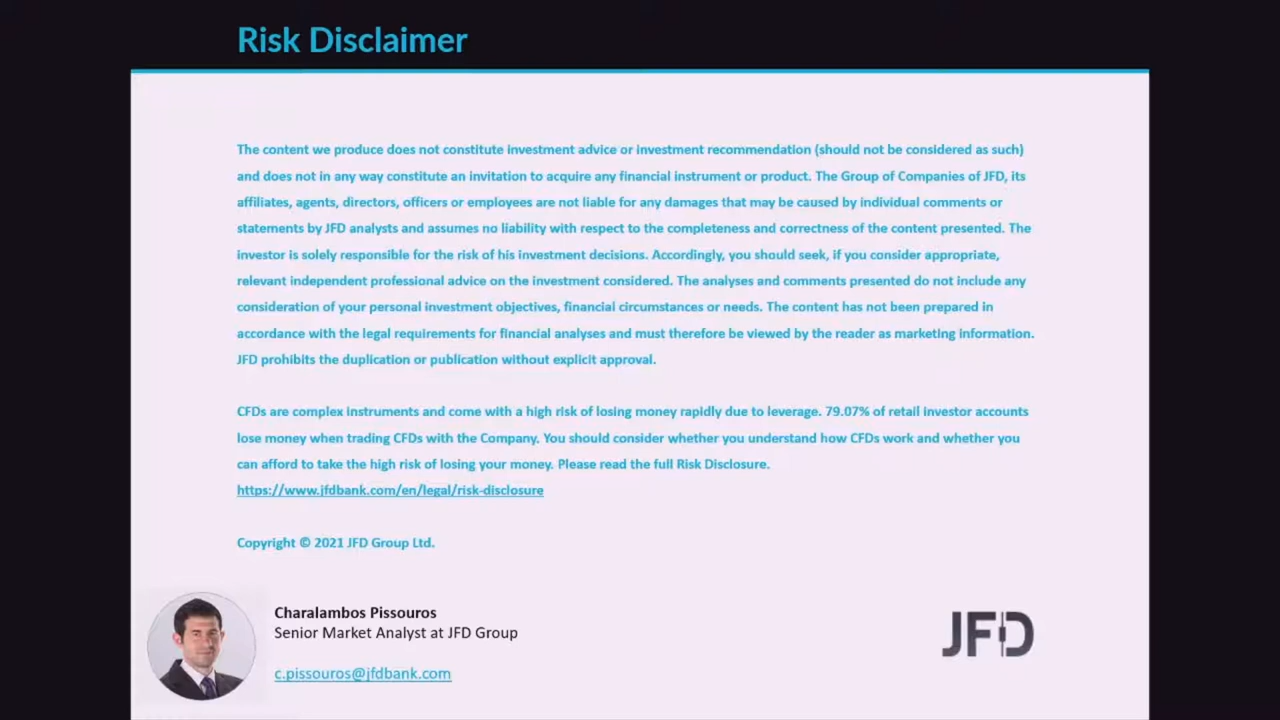 Risk Disclaimer
The content we produce does not constitute investment advice or investment recommendation (should not be considered as such)
and does not in any way constitute an invitation to acquire any financial instrument or product. The Group of Companies of JFD, its
affiliates, agents, directors, officers or employees are not liable for any damages that may be caused by individual comments or
statements by JFD analysts and assumes no liability with respect to the completeness and correctness of the content presented. The
investor is solely responsible for the risk of his investment decisions. Accordingly, you should seek, if you consider appropriate,
relevant independent professional advice on the investment considered. The analyses and comments presented do not include any
consideration of your personal investment objectives, financial circumstances or needs. The content has not been prepared in
accordance with the legal requirements for financial analyses and must therefore be viewed by the reader as marketing information.
JFD prohibits the duplication or publication without explicit approval.
CFDs are complex instruments and come with a high risk of losing money rapidly due to leverage. 79.07% of retail investor accounts
lose money when trading CFDs with the Company. You should consider whether you understand how CFDs work and whether you
can afford to take the high risk of losing your money. Please read the full Risk Disclosure.
https://www.jfdbank.com/en/legal/risk-disclosure
Copyright © 2021 JFD Group Ltd.
Charalambos Pissouros
Senior Market Analyst at JFD Group
c.pissouros@jfdbank.com
JFD